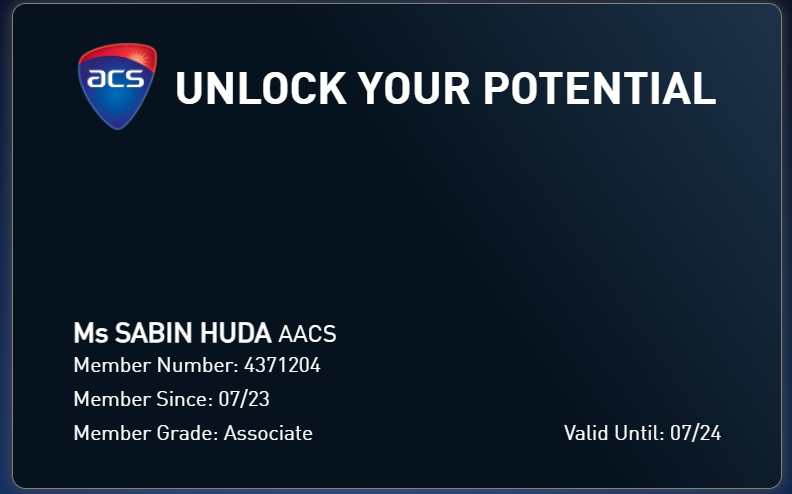 acs
UNLOCK YOUR POTENTIAL
Ms SABIN HUDA AACS
Member Number: 4371204
Member Since: 07/23
Member Grade: Associate
Valid Until: 07/24